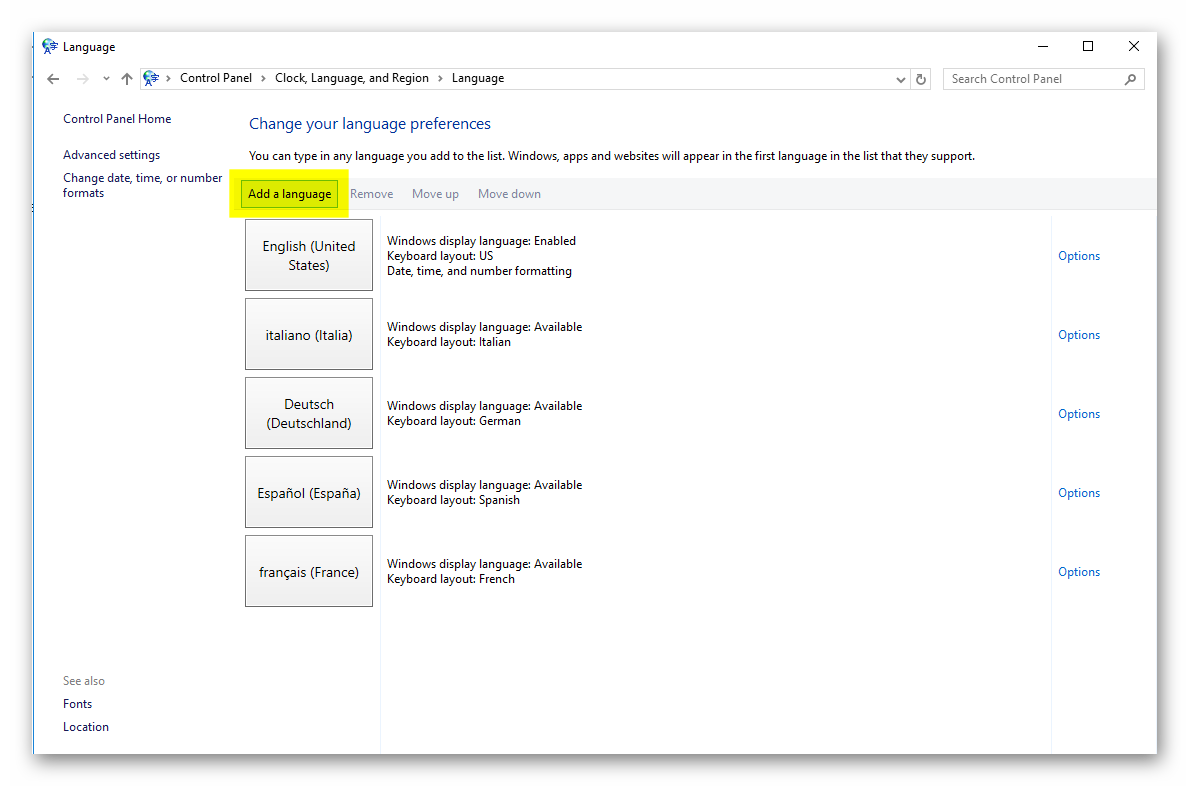 Language
Control Panel > Clock, Language, and Region > Language
Search Control Panel
Control Panel Home
Advanced settings
Change date, time, or number
formats
Change your language preferences
You can type in any language you add to the list. Windows, apps and websites will appear in the first language in the list that they support.
Add a language Remove Move up Move down
English (United
States)
Windows display language: Enabled
Keyboard layout: US
Date, time, and number formatting
Options
italiano (Italia)
Windows display language: Available
Keyboard layout: Italian
Options
Deutsch
(Deutschland)
Windows display language: Available
Keyboard layout: German
Options
Español (España)
Windows display language: Available
Keyboard layout: Spanish
Options
français (France)
Windows display language: Available
Keyboard layout: French
Options
See also
Fonts
Location